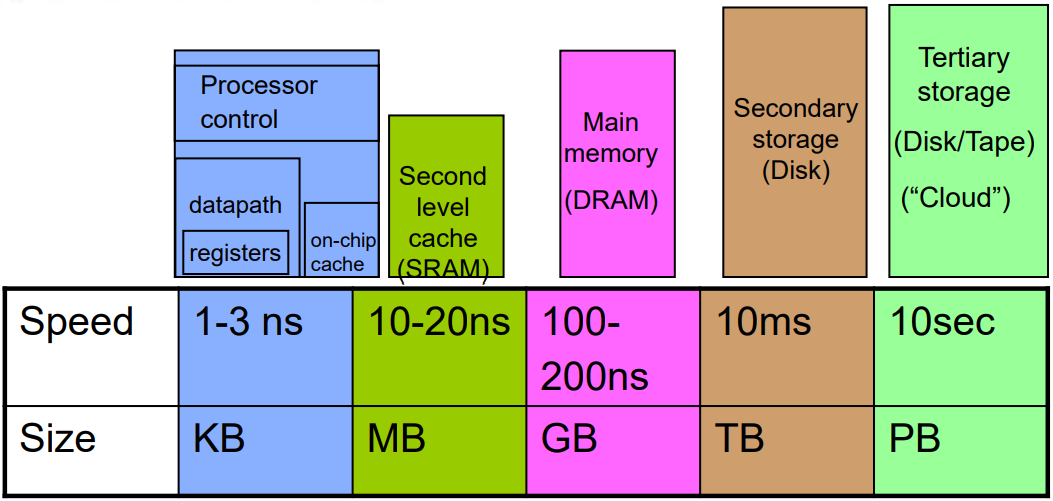 Processor
control
datapath
registers
on-chip
cache
Second
level
cache
(SRAM)
Main
memory
(DRAM)
Secondary
storage
(Disk)
Tertiary
storage
(Disk/Tape)
(“Cloud”)
Speed
1-3 ns
10-20ns
100-
200ns
10ms
10sec
Size
KB
MB
GB
TB
PB